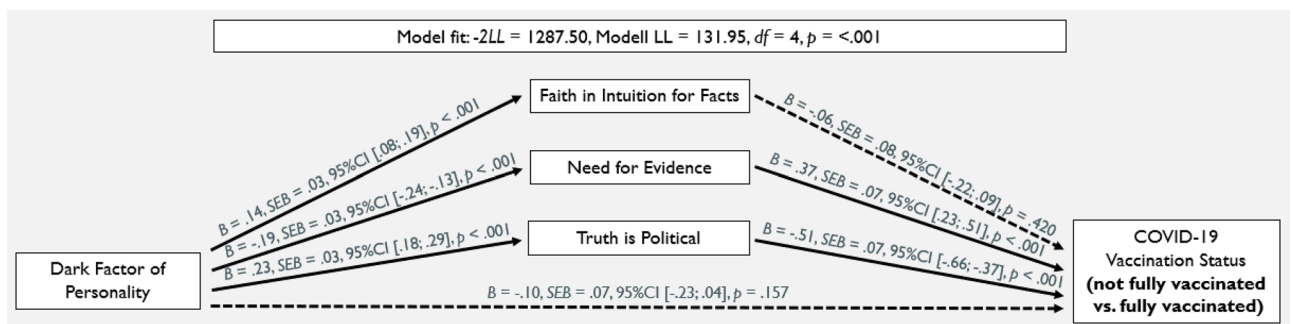 Model fit: -2LL = 1287.50, Modell LL = 131.95, df = 4, p = <.001
Faith in Intuition for Facts
B = .14, SEB = .03, 95%CI [.08; .19], p < .001
B = -.06, SEB = .08, 95%CI [-.22; .09], p = .420
Need for Evidence
B = -.19, SEB = .03, 95%CI [-.24; -.13], p < .001
B = .37, SEB = .07, 95%CI [.23; .51], p < .001
Truth is Political
B = .23, SEB = .03, 95%CI [.18; .29], p < .001
B = -.51, SEB = .07, 95%CI [-.66; -.37], p < .001
Dark Factor of
Personality
COVID-19
Vaccination Status
(not fully vaccinated
vs. fully vaccinated)
B = -.10, SEB = .07, 95%CI [-.23; .04], p = .157